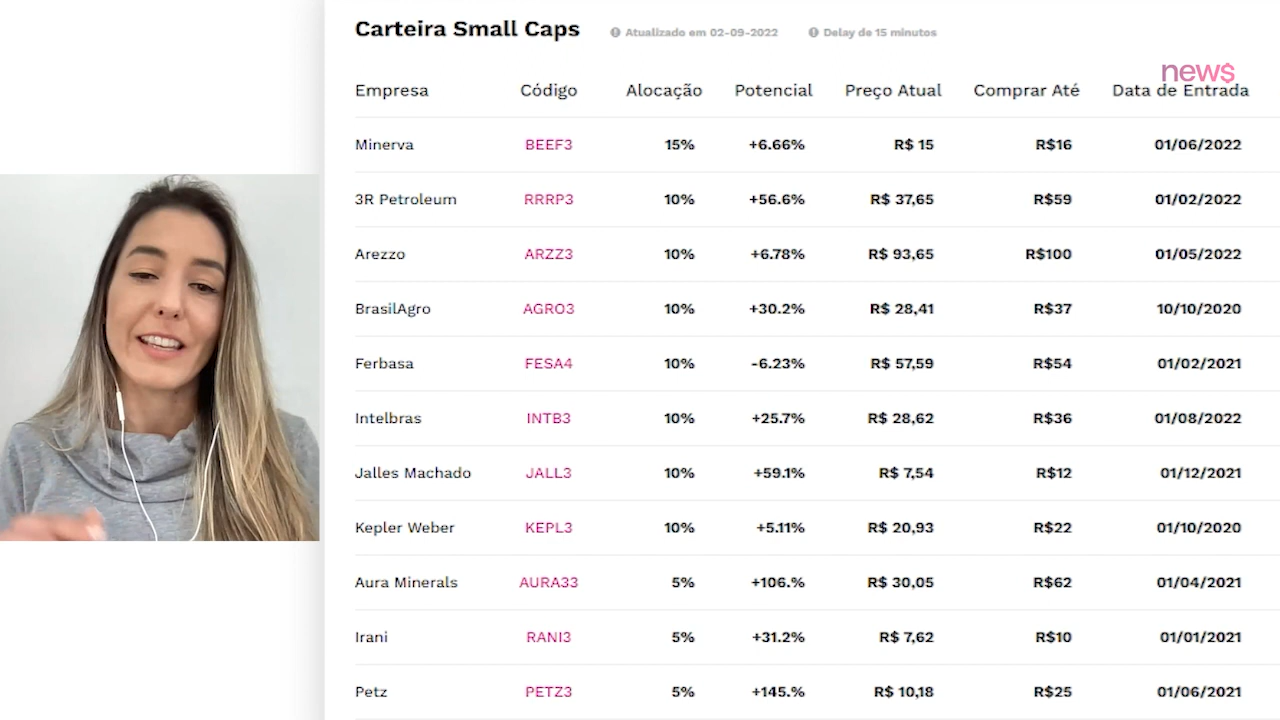 Carteira Small Caps Atualizado em 02-09-2022 Delay de 15 minutos
new$
Empresa Código Alocação Potencial Preço Atual Comprar Até Data de Entrada
Minerva BEEF3 15% +6.66% R$ 15 R$16 01/06/2022
3R Petroleum RRRP3 10% +56.6% R$ 37,65 R$59 01/02/2022
Arezzo ARZZ3 10% +6.78% R$ 93,65 R$100 01/05/2022
BrasilAgro AGRO3 10% +30.2% R$ 28,41 R$37 10/10/2020
Ferbasa FESA4 10% -6.23% R$ 57,59 R$54 01/02/2021
Intelbras INTB3 10% +25.7% R$ 28,62 R$36 01/08/2022
Jalles Machado JALL3 10% +59.1% R$ 7,54 R$12 01/12/2021
Kepler Weber KEPL3 10% +5.11% R$ 20,93 R$22 01/10/2020
Aura Minerals AURA33 5% +106.% R$ 30,05 R$62 01/04/2021
Irani RANI3 5% +31.2% R$ 7,62 R$10 01/01/2021
Petz PETZ3 5% +145.% R$ 10,18 R$25 01/06/2021